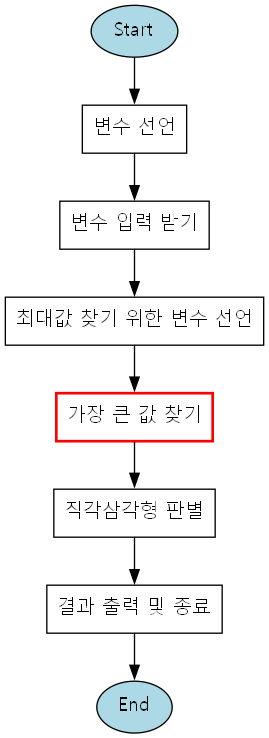 Start
변수 선언
변수 입력 받기
최대값 찾기 위한 변수 선언
가장 큰 값 찾기
직각삼각형 판별
결과 출력 및 종료
End